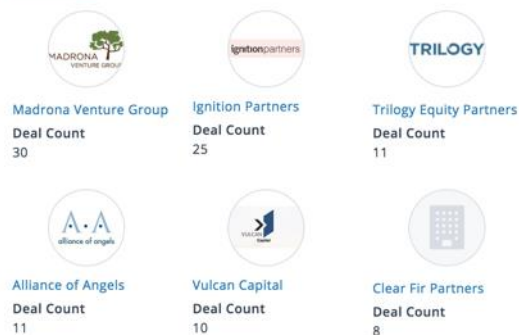 MADRONA
VENTURE GROUP
ignitionpartners
TRILOGY
Madrona Venture Group
Deal Count
30
Ignition Partners
Deal Count
25
Trilogy Equity Partners
Deal Count
11
A·A
alliance of angels
VULCAN
Capital
Alliance of Angels
Deal Count
11
Vulcan Capital
Deal Count
10
Clear Fir Partners
Deal Count
8